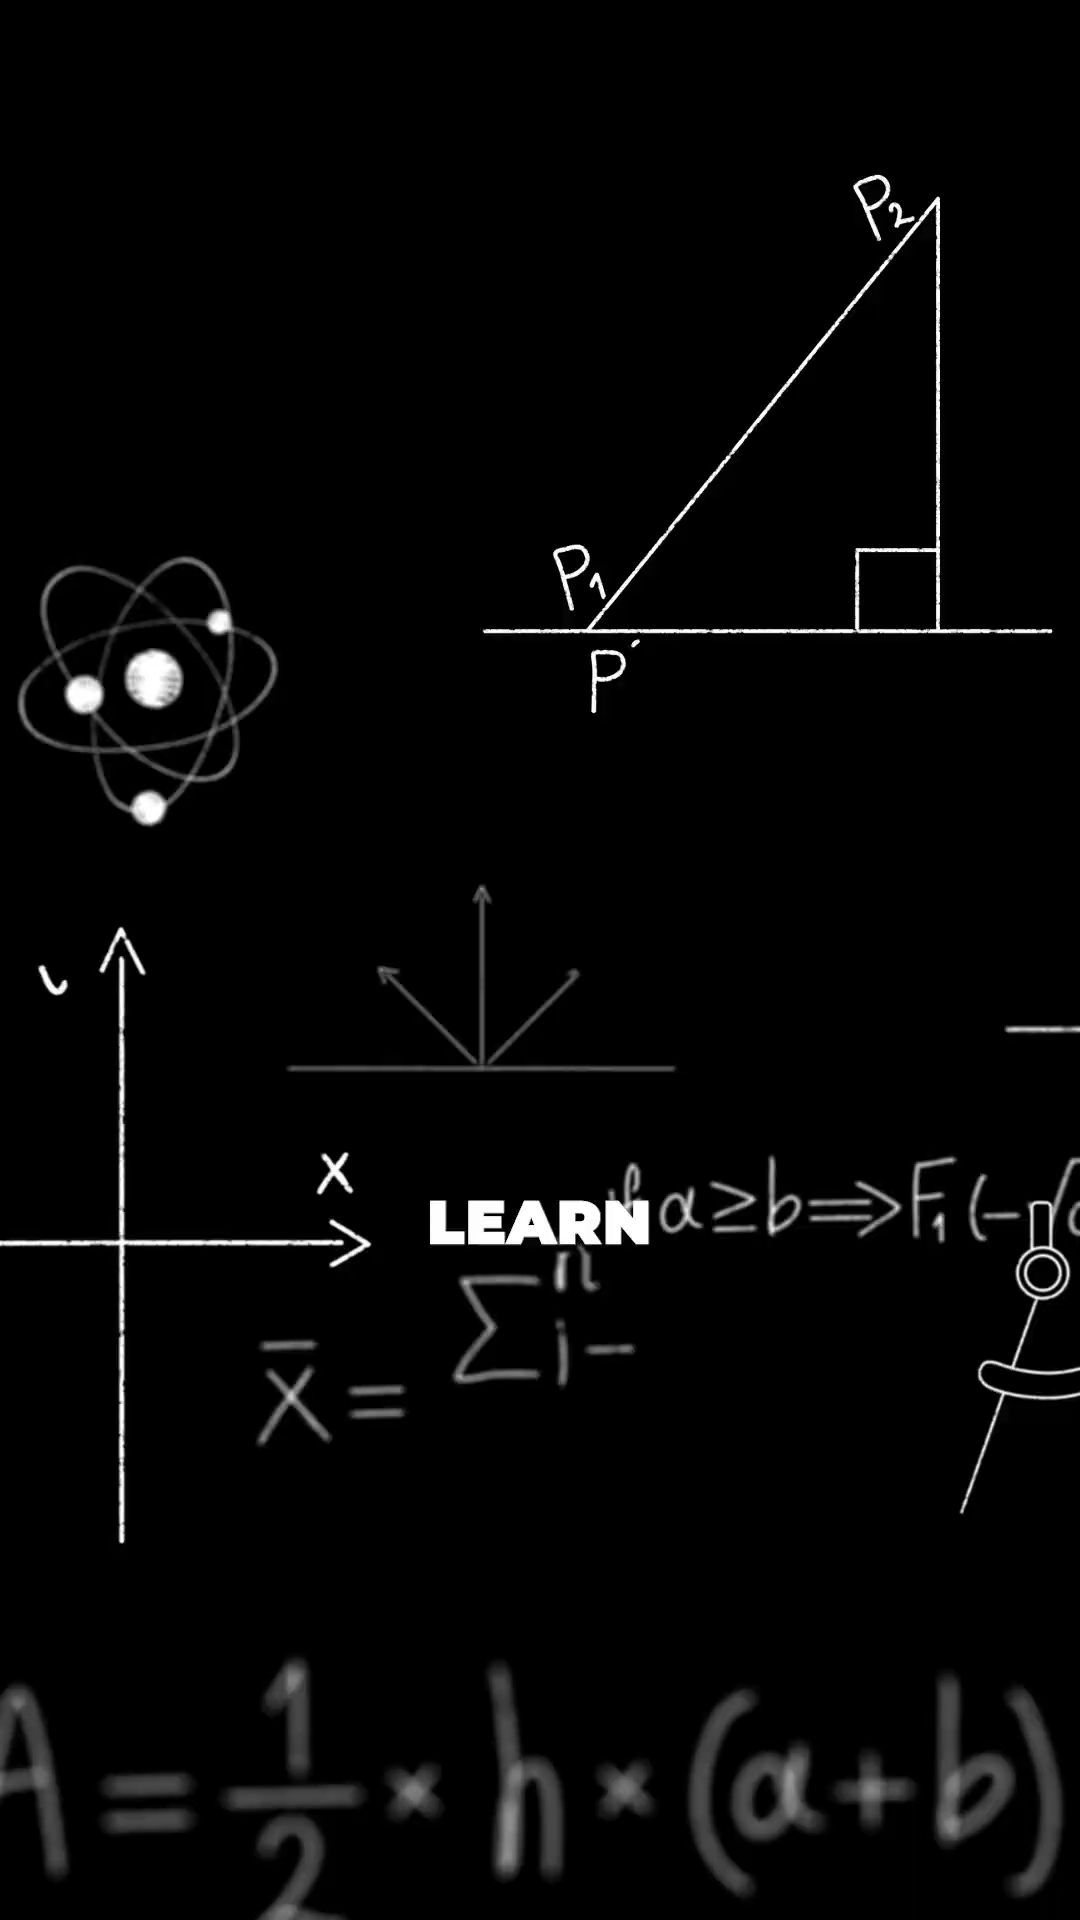 P₂
P₁
P´
x
LEARN
a≥b⇒F₁(-√
x̄ = Σ n i-
A = 1/2 × h × (a+b)